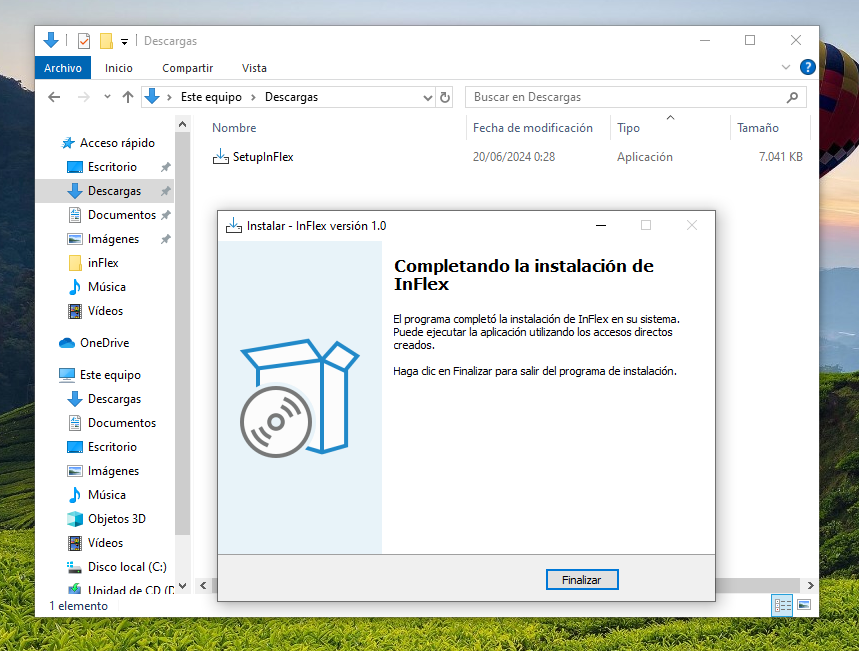 Descargas
Archivo Inicio Compartir Vista
Este equipo Descargas Buscar en Descargas
Nombre Fecha de modificación Tipo Tamaño
SetupInFlex 20/06/2024 0:28 Aplicación 7.041 KB
Acceso rápido
Escritorio
Descargas
Documentos
Imágenes
inFlex
Música
Vídeos
OneDrive
Este equipo
Descargas
Documentos
Escritorio
Imágenes
Música
Objetos 3D
Vídeos
Disco local (C:)
Unidad de CD (D
1 elemento
Instalar - InFlex versión 1.0
Completando la instalación de
InFlex
El programa completó la instalación de InFlex en su sistema.
Puede ejecutar la aplicación utilizando los accesos directos
creados.
Haga clic en Finalizar para salir del programa de instalación.
Finalizar